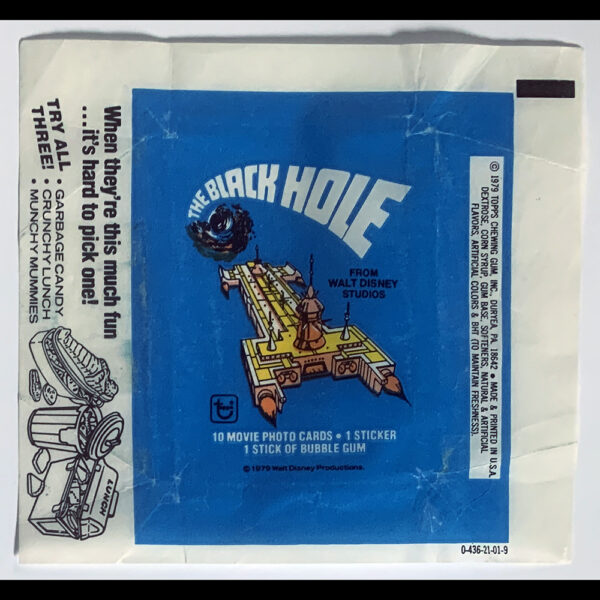 When they're this much fun
...it's hard to pick one!
TRY ALL
THREE!
• GARBAGE CANDY
• CRUNCHY LUNCH
• MUNCHY MUMMIES
LUNCH
THE BLACK HOLE
FROM
WALT DISNEY
STUDIOS
topps
10 MOVIE PHOTO CARDS • 1 STICKER
1 STICK OF BUBBLE GUM
© 1979 Walt Disney Productions.
© 1979 TOPPS CHEWING GUM, INC., DURYEA, PA. 18642 • MADE & PRINTED IN U.S.A.
DEXTROSE, CORN SYRUP, GUM BASE, SOFTENERS, NATURAL & ARTIFICIAL
FLAVORS, ARTIFICIAL COLORS & BHT (TO MAINTAIN FRESHNESS).
0-436-21-01-9